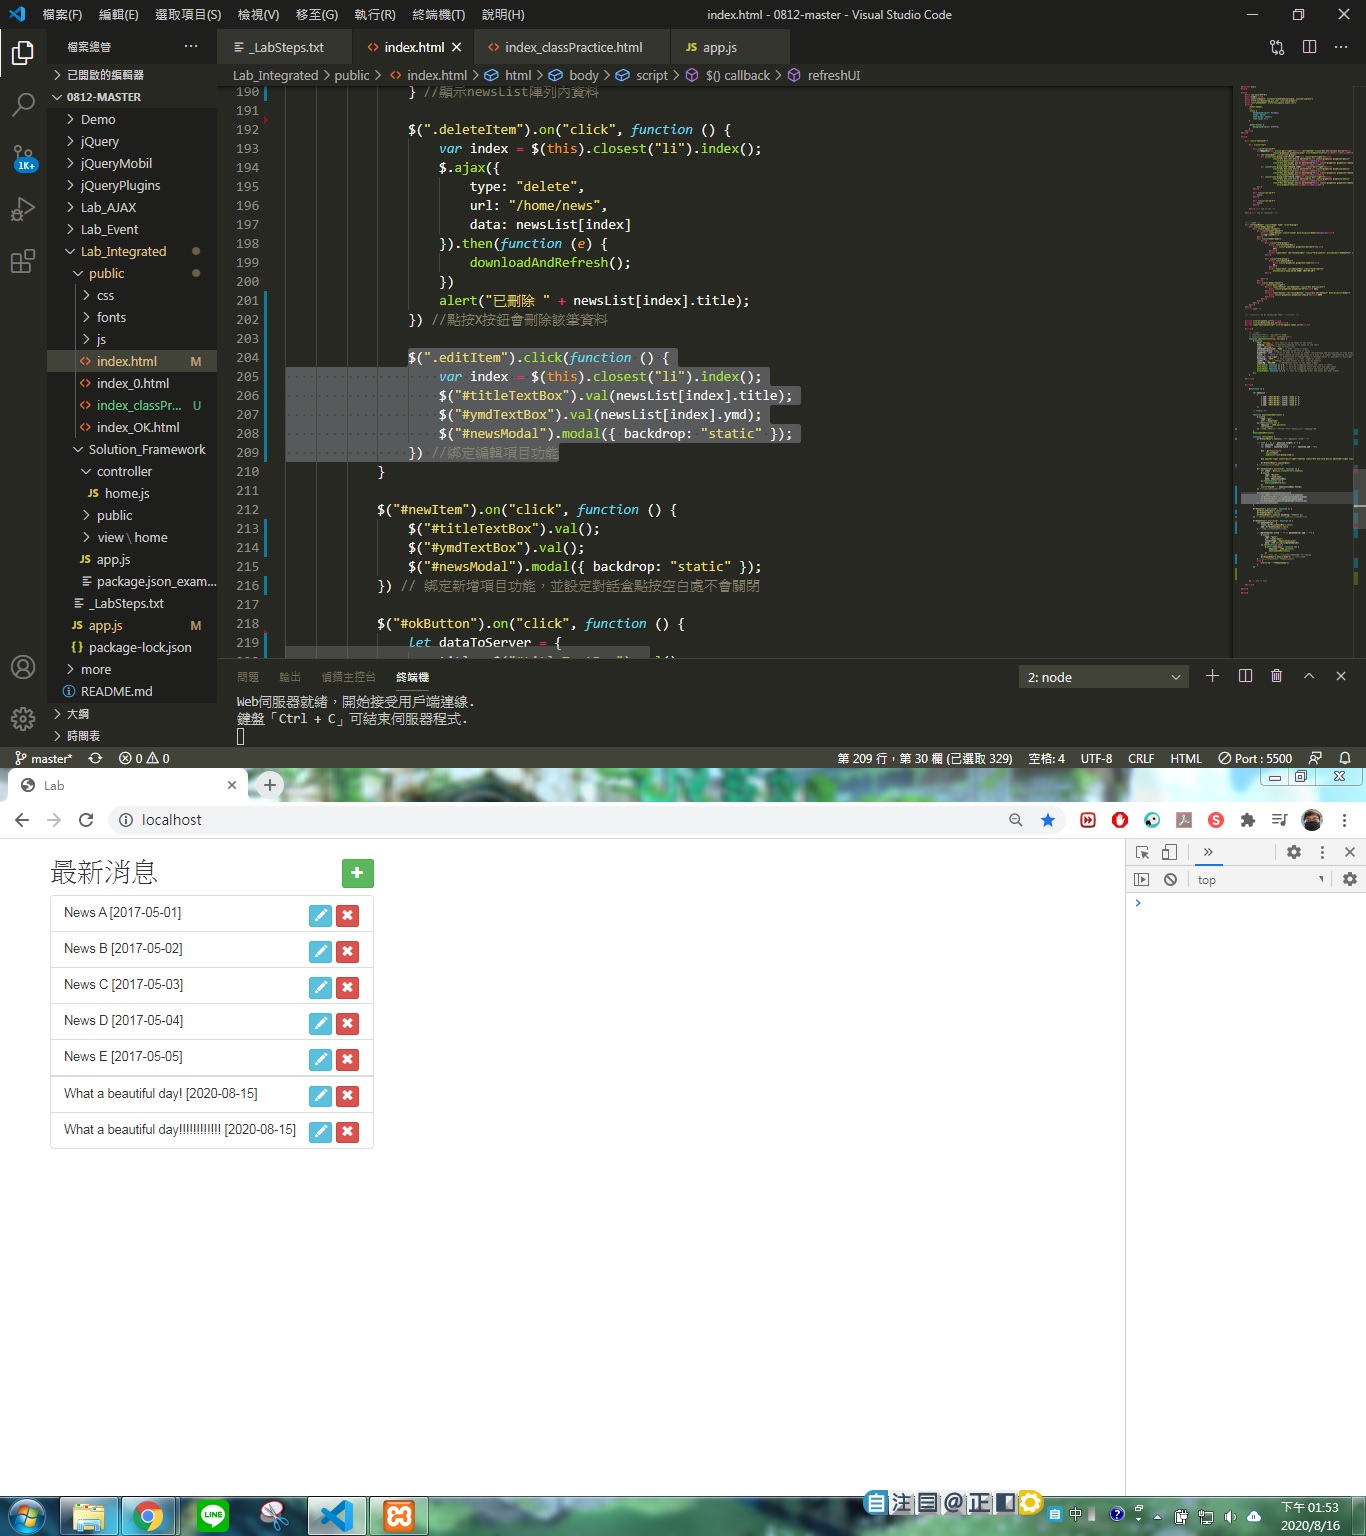 檔案(F) 編輯(E) 選取項目(S) 檢視(V) 移至(G) 執行(R) 終端機(T) 說明(H) index.html - 0812-master - Visual Studio Code
檔案總管 ···
_LabSteps.txt index.html index_classPractice.html JS app.js
Lab_Integrated > public > index.html > html > body > script > $() callback > refreshUI
已開啟的編輯器
0812-MASTER
Demo
jQuery
jQueryMobil
jQueryPlugins
Lab_AJAX
Lab_Event
Lab_Integrated
public
css
fonts
js
index.html M
index_0.html
index_classPr... U
index_OK.html
Solution_Framework
controller
JS home.js
public
view \ home
JS app.js
package.json_exam...
_LabSteps.txt
JS app.js M
{} package-lock.json
more
README.md
大綱
時間表
1K+
190 } //顯示newsList陣列內資料
191
192 $(".deleteItem").on("click", function () {
193 var index = $(this).closest("li").index();
194 $.ajax({
195 type: "delete",
196 url: "/home/news",
197 data: newsList[index]
198 }).then(function (e) {
199 downloadAndRefresh();
200 })
201 alert("已刪除 " + newsList[index].title);
202 }) //點按X按鈕會刪除該筆資料
203
204 $(".editItem").click(function () {
205 var index = $(this).closest("li").index();
206 $("#titleTextBox").val(newsList[index].title);
207 $("#ymdTextBox").val(newsList[index].ymd);
208 $("#newsModal").modal({ backdrop: "static" });
209 }) //綁定編輯項目功能
210 }
211
212 $("#newItem").on("click", function () {
213 $("#titleTextBox").val();
214 $("#ymdTextBox").val();
215 $("#newsModal").modal({ backdrop: "static" });
216 }) // 綁定新增項目功能，並設定對話盒點按空白處不會關閉
217
218 $("#okButton").on("click", function () {
219 let dataToServer = {
問題 輸出 偵錯主控台 終端機 2: node
Web伺服器就緒，開始接受用戶端連線.
鍵盤「Ctrl + C」可結束伺服器程式.
master* 0 0 第 209 行，第 30 欄 (已選取 329) 空格: 4 UTF-8 CRLF HTML Port : 5500
Lab
localhost
最新消息
News A [2017-05-01]
News B [2017-05-02]
News C [2017-05-03]
News D [2017-05-04]
News E [2017-05-05]
What a beautiful day! [2020-08-15]
What a beautiful day!!!!!!!!!!!! [2020-08-15]
top
LINE
注 @ 正
中
下午 01:53
2020/8/16